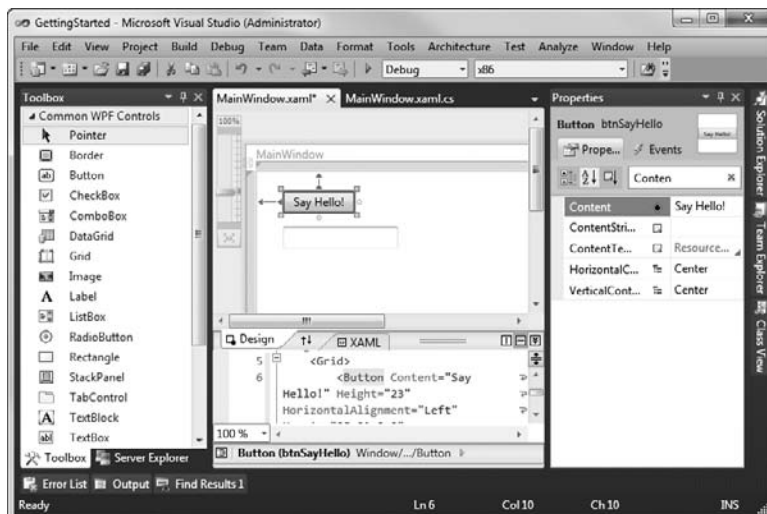 GettingStarted - Microsoft Visual Studio (Administrator)
File Edit View Project Build Debug Team Data Format Tools Architecture Test Analyze Window Help
Debug x86
Toolbox
Common WPF Controls
Pointer
Border
Button
CheckBox
ComboBox
DataGrid
Grid
Image
Label
ListBox
RadioButton
Rectangle
StackPanel
TabControl
TextBlock
TextBox
Toolbox Server Explorer
MainWindow.xaml* MainWindow.xaml.cs
100%
MainWindow
Say Hello!
Design XAML
5 <Grid>
6 <Button Content="Say
Hello!" Height="23"
HorizontalAlignment="Left"
100 %
Button (btnSayHello) Window/.../Button
Properties
Button btnSayHello
Say Hello!
Prope... Events
Conten
Content Say Hello!
ContentStri...
ContentTe... Resource...
HorizontalC... Center
VerticalCont... Center
Solution Explorer
Team Explorer
Class View
Error List Output Find Results 1
Ready Ln 6 Col 10 Ch 10 INS